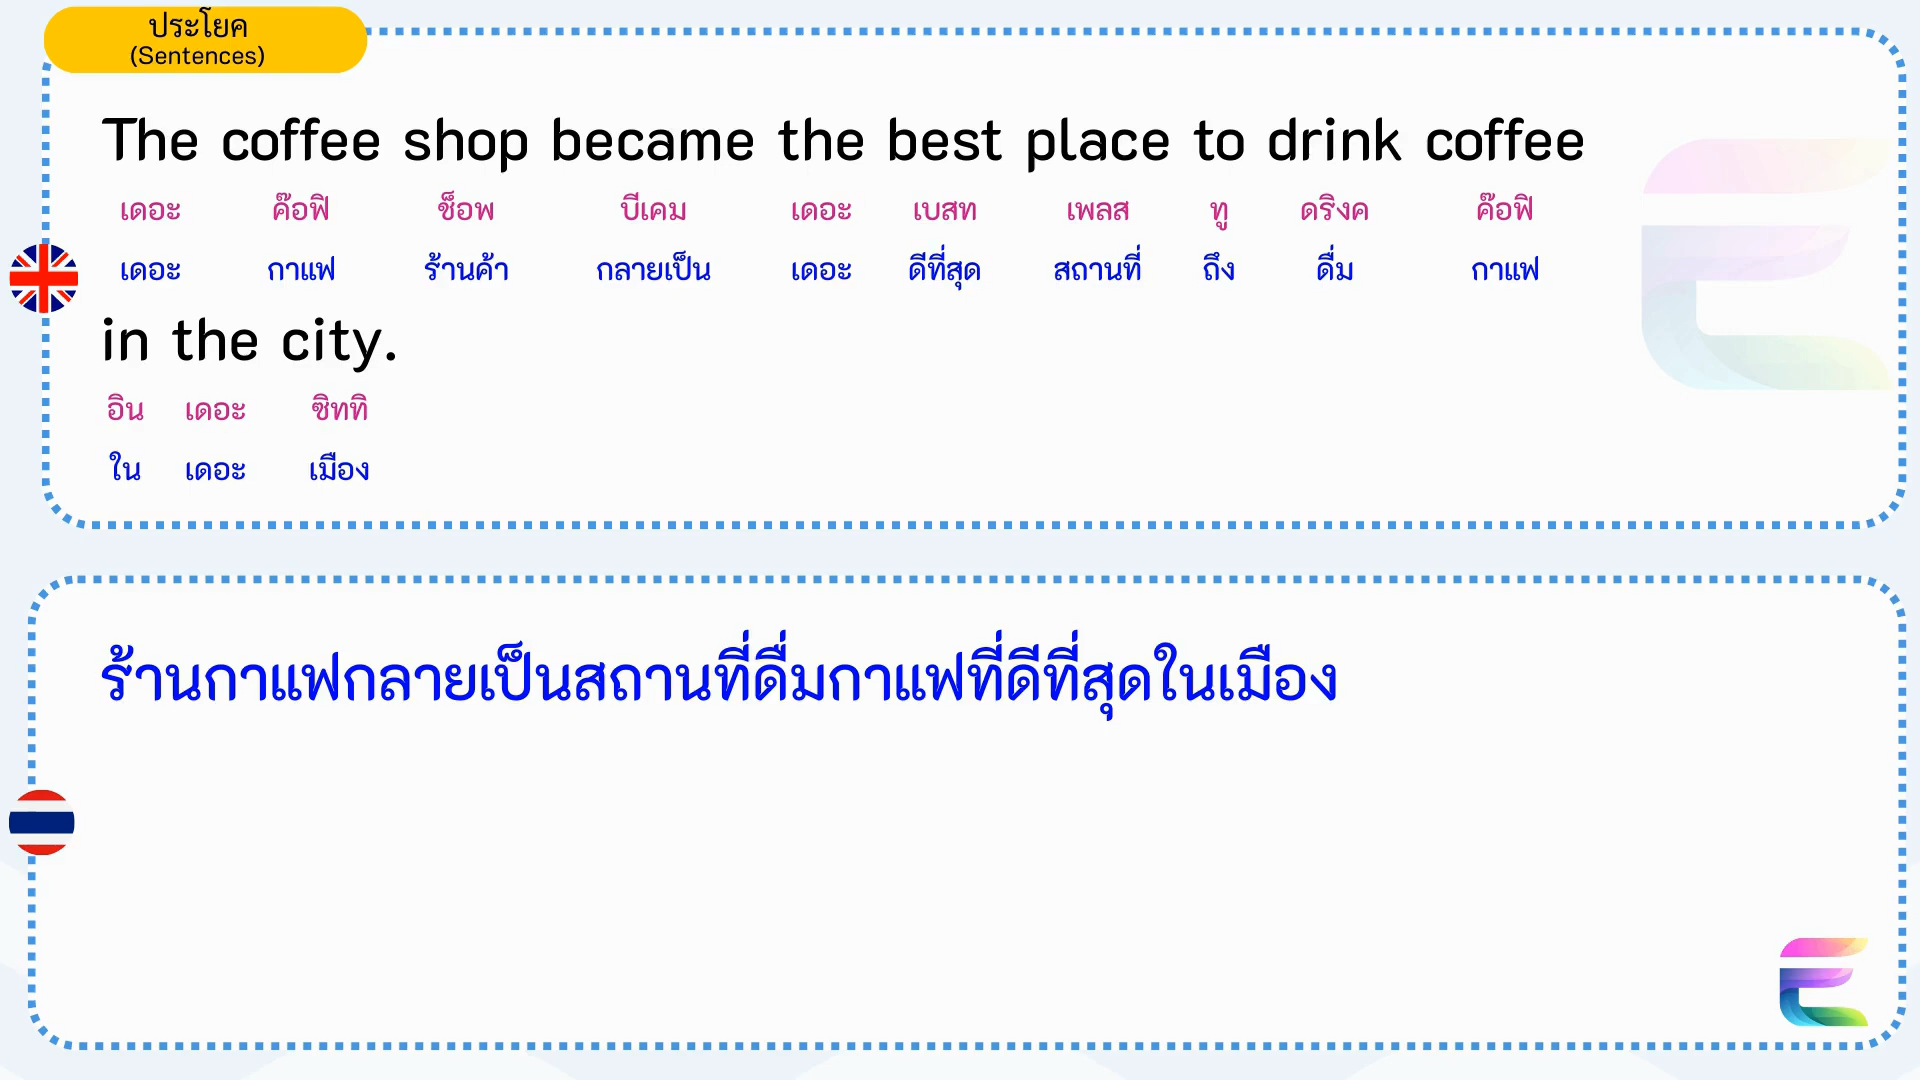 ประโยค
(Sentences)
The coffee shop became the best place to drink coffee
เดอะ ค๊อฟิ ช็อพ บีเคม เดอะ เบสท เพลส ทู ดริงค ค๊อฟิ
เดอะ กาแฟ ร้านค้า กลายเป็น เดอะ ดีที่สุด สถานที่ ถึง ดื่ม กาแฟ
in the city.
อิน เดอะ ซิททิ
ใน เดอะ เมือง
ร้านกาแฟกลายเป็นสถานที่ดื่มกาแฟที่ดีที่สุดในเมือง